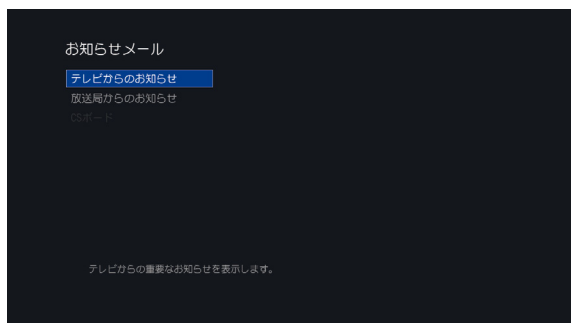 お知らせメール
テレビからのお知らせ
放送局からのお知らせ
CSボード
テレビからの重要なお知らせを表示します。